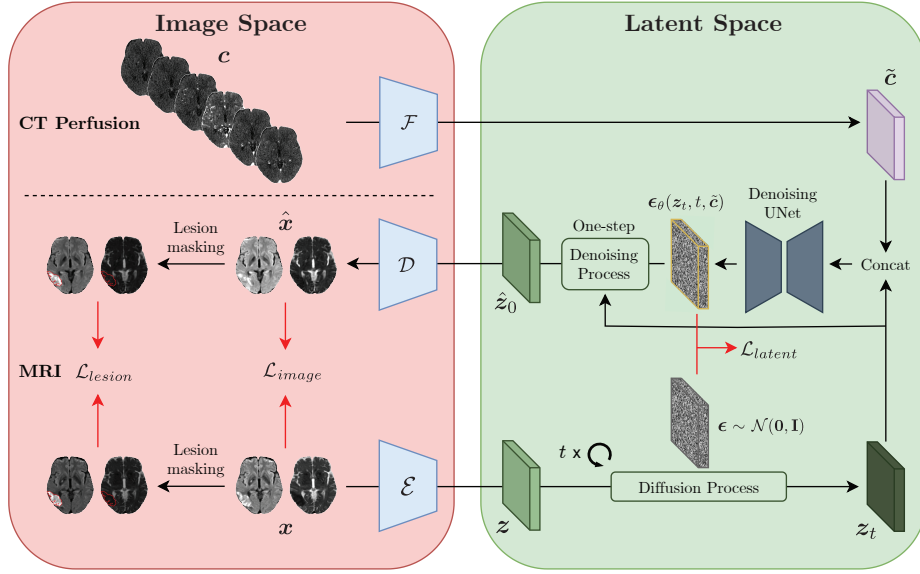 Image Space
Latent Space
c
CT Perfusion
F
c̃
ϵ_θ(z_t, t, c̃)
Denoising
UNet
Lesion
masking
x̂
One-step
Denoising
Process
D
Concat
ẑ_0
L_latent
MRI
L_lesion
L_image
ϵ ∼ N(0, I)
Lesion
masking
t x
E
Diffusion Process
x
z
z_t